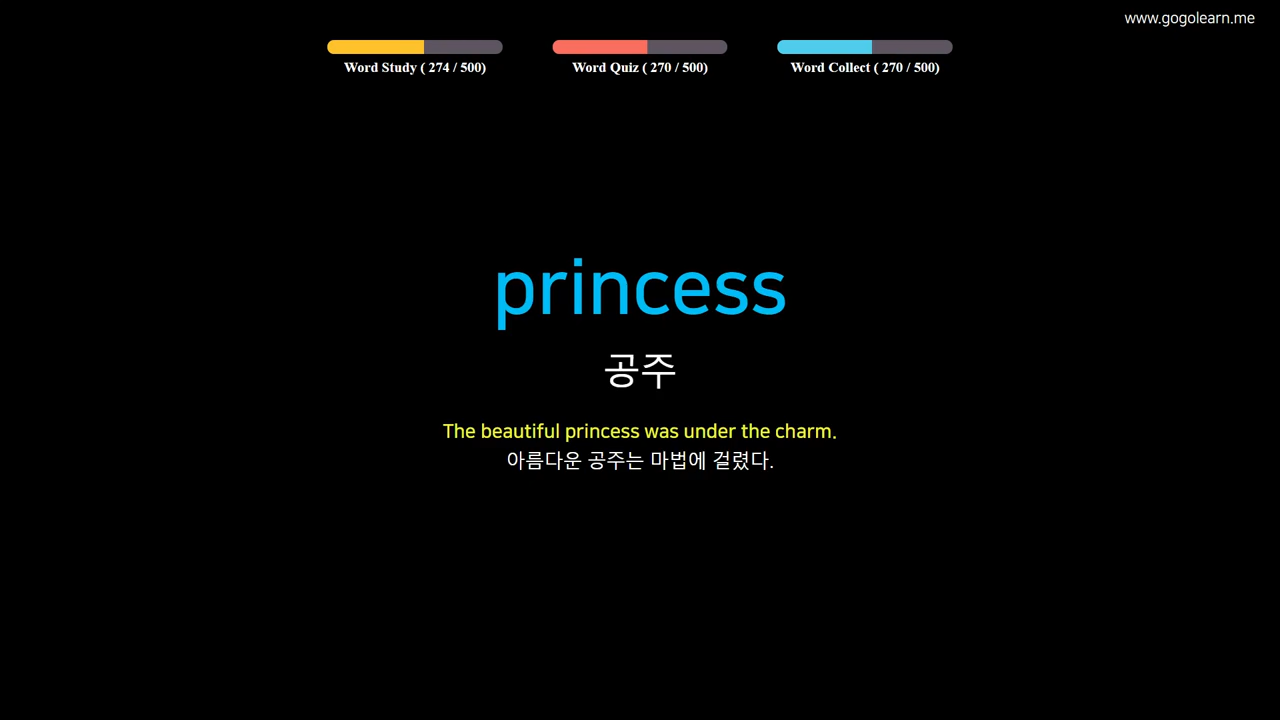 www.gogolearn.me
Word Study ( 274 / 500)
Word Quiz ( 270 / 500)
Word Collect ( 270 / 500)
princess
공주
The beautiful princess was under the charm.
아름다운 공주는 마법에 걸렸다.